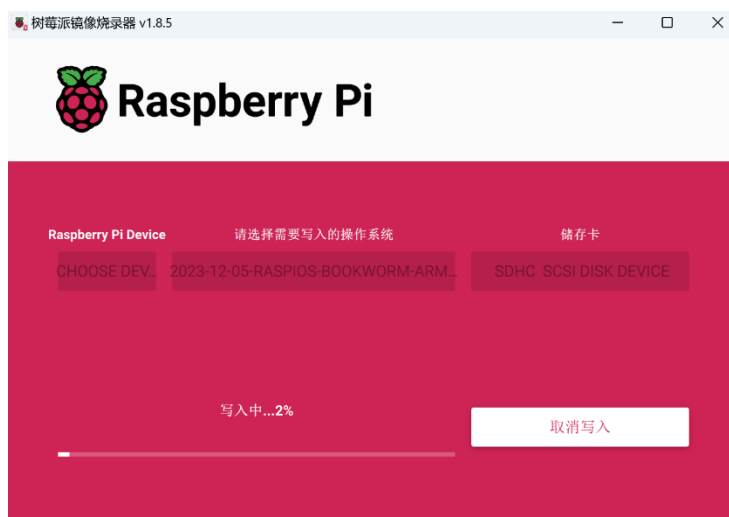 树莓派镜像烧录器 v1.8.5
Raspberry Pi
Raspberry Pi Device
请选择需要写入的操作系统
储存卡
CHOOSE DEV...
2023-12-05-RASPIOS-BOOKWORM-ARM...
SDHC SCSI DISK DEVICE
写入中...2%
取消写入